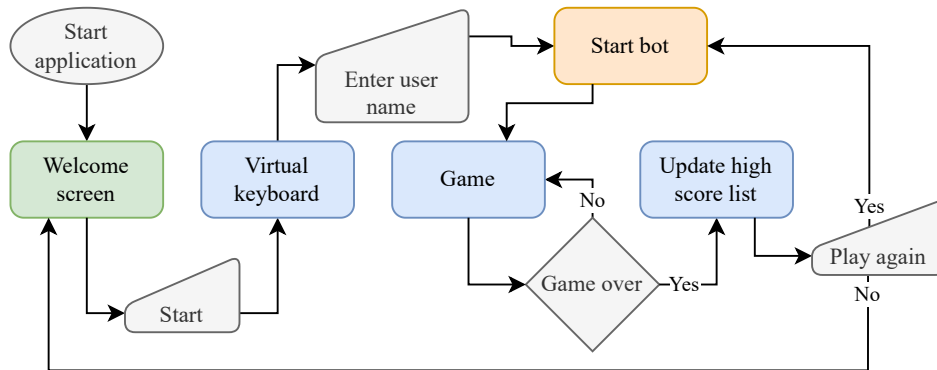 Start
application
Enter user
name
Start bot
Welcome
screen
Virtual
keyboard
Game
Update high
score list
No
Yes
Play again
Game over
Yes
No
Start